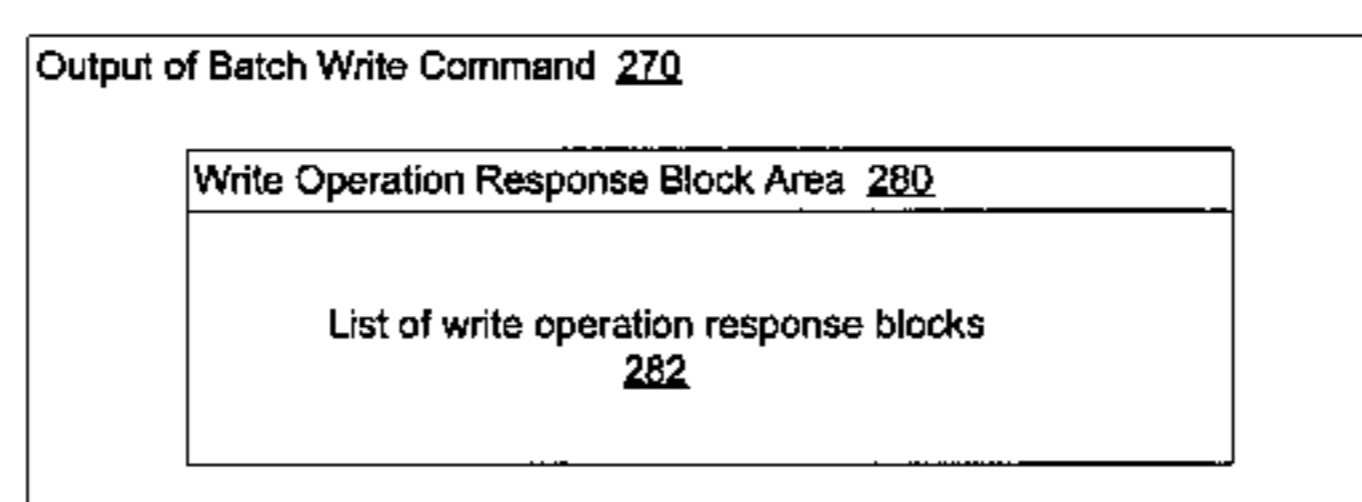 Output of Batch Write Command 270
Write Operation Response Block Area 280
List of write operation response blocks
282